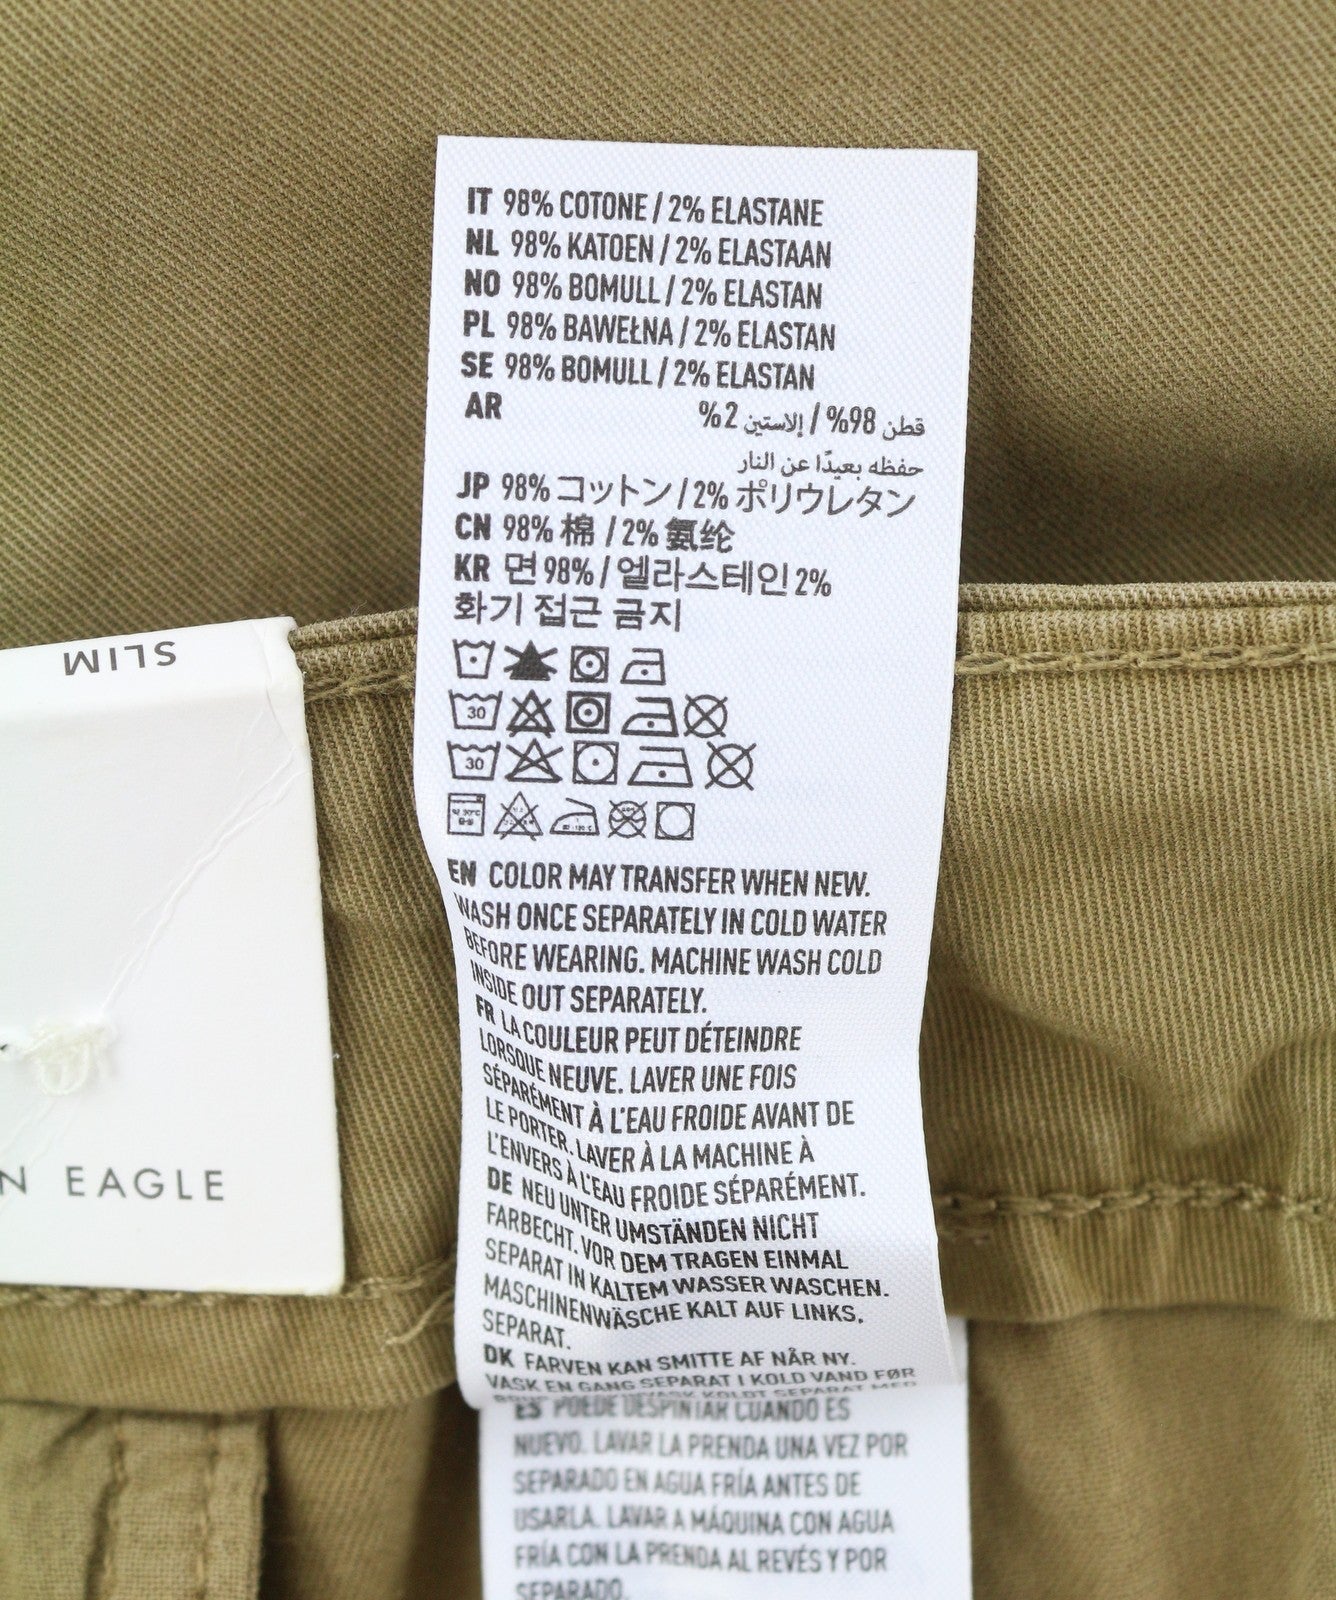 IT 98% COTONE / 2% ELASTANE
NL 98% KATOEN / 2% ELASTAAN
NO 98% BOMULL / 2% ELASTAN
PL 98% BAWEŁNA / 2% ELASTAN
SE 98% BOMULL / 2% ELASTAN
AR قطن 98% / إلاستين 2%
حفظه بعيدًا عن النار
JP 98% コットン / 2% ポリウレタン
CN 98% 棉 / 2% 氨纶
KR 면 98% / 엘라스테인 2%
화기 접근 금지
30
30
EN COLOR MAY TRANSFER WHEN NEW.
WASH ONCE SEPARATELY IN COLD WATER
BEFORE WEARING. MACHINE WASH COLD
INSIDE OUT SEPARATELY.
FR LA COULEUR PEUT DÉTEINDRE
LORSQUE NEUVE. LAVER UNE FOIS
SÉPARÉMENT À L'EAU FROIDE AVANT DE
LE PORTER. LAVER À LA MACHINE À
L'ENVERS À L'EAU FROIDE SÉPARÉMENT.
DE NEU UNTER UMSTÄNDEN NICHT
FARBECHT. VOR DEM TRAGEN EINMAL
SEPARAT IN KALTEM WASSER WASCHEN.
MASCHINENWÄSCHE KALT AUF LINKS,
SEPARAT.
DK FARVEN KAN SMITTE AF NÅR NY.
VASK EN GANG SEPARAT I KOLD VAND FØR
ES PUEDE DESPINTAR CUANDO ES
NUEVO. LAVAR LA PRENDA UNA VEZ POR
SEPARADO EN AGUA FRÍA ANTES DE
USARLA. LAVAR A MÁQUINA CON AGUA
FRÍA CON LA PRENDA AL REVÉS Y POR
SEPARADO.
SLIM
N EAGLE